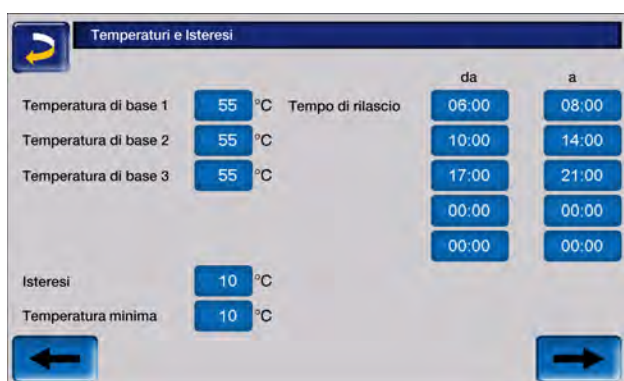 Temperaturi e Isteresi
da a
Temperatura di base 1 55 °C Tempo di rilascio 06:00 08:00
Temperatura di base 2 55 °C 10:00 14:00
Temperatura di base 3 55 °C 17:00 21:00
00:00 00:00
00:00 00:00
Isteresi 10 °C
Temperatura minima 10 °C